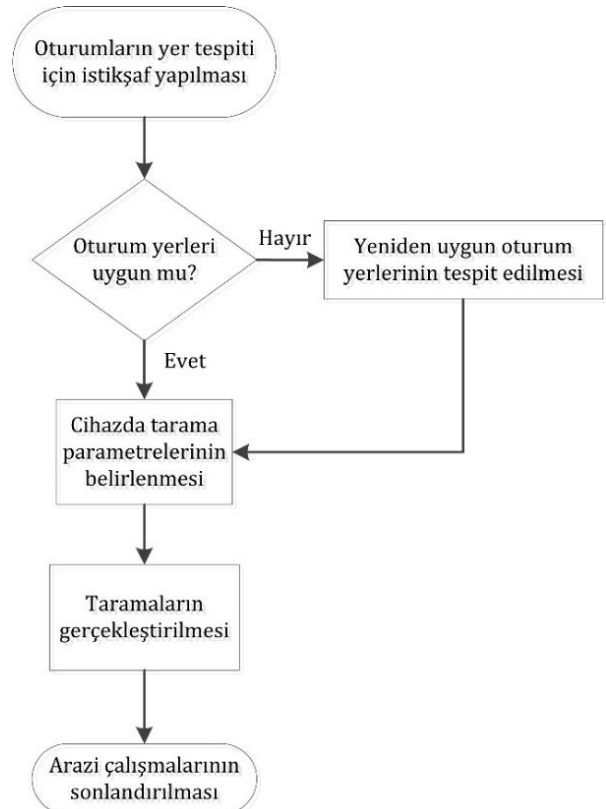 Oturumların yer tespiti
için istikşaf yapılması
Oturum yerleri
uygun mu?
Hayır
Yeniden uygun oturum
yerlerinin tespit edilmesi
Evet
Cihazda tarama
parametrelerinin
belirlenmesi
Taramaların
gerçekleştirilmesi
Arazi çalışmalarının
sonlandırılması